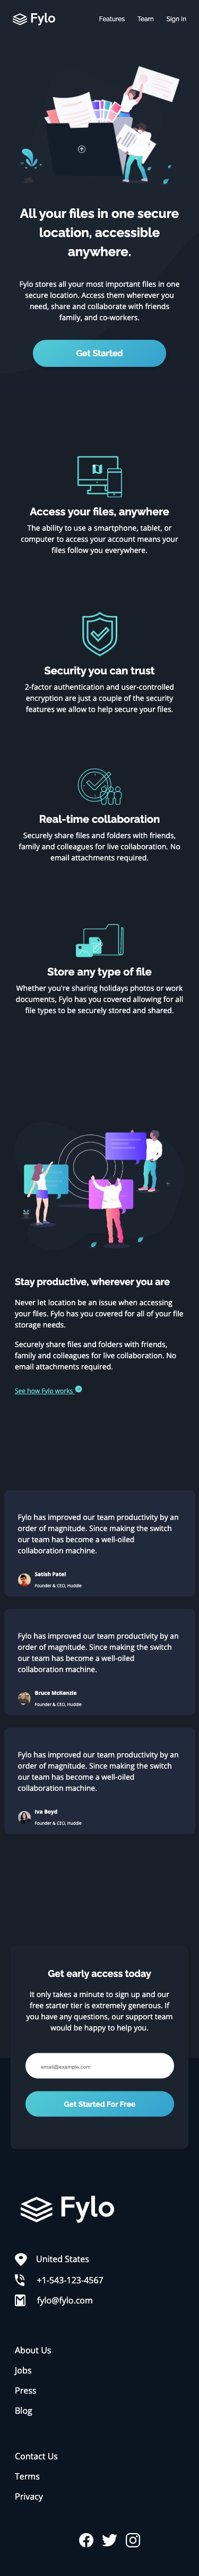 Fylo
Features
Team
Sign In
All your files in one secure
location, accessible
anywhere.
Fylo stores all your most important files in one
secure location. Access them wherever you
need, share and collaborate with friends
family, and co-workers.
Get Started
Access your files, anywhere
The ability to use a smartphone, tablet, or
computer to access your account means your
files follow you everywhere.
Security you can trust
2-factor authentication and user-controlled
encryption are just a couple of the security
features we allow to help secure your files.
Real-time collaboration
Securely share files and folders with friends,
family and colleagues for live collaboration. No
email attachments required.
Store any type of file
Whether you're sharing holidays photos or work
documents, Fylo has you covered allowing for all
file types to be securely stored and shared.
Stay productive, wherever you are
Never let location be an issue when accessing
your files. Fylo has you covered for all of your file
storage needs.
Securely share files and folders with friends,
family and colleagues for live collaboration. No
email attachments required.
See how Fylo works
Fylo has improved our team productivity by an
order of magnitude. Since making the switch
our team has become a well-oiled
collaboration machine.
Satish Patel
Founder & CEO, Huddle
Fylo has improved our team productivity by an
order of magnitude. Since making the switch
our team has become a well-oiled
collaboration machine.
Bruce McKenzie
Founder & CEO, Huddle
Fylo has improved our team productivity by an
order of magnitude. Since making the switch
our team has become a well-oiled
collaboration machine.
Iva Boyd
Founder & CEO, Huddle
Get early access today
It only takes a minute to sign up and our
free starter tier is extremely generous. If
you have any questions, our support team
would be happy to help you.
email@example.com
Get Started For Free
Fylo
United States
+1-543-123-4567
fylo@fylo.com
About Us
Jobs
Press
Blog
Contact Us
Terms
Privacy